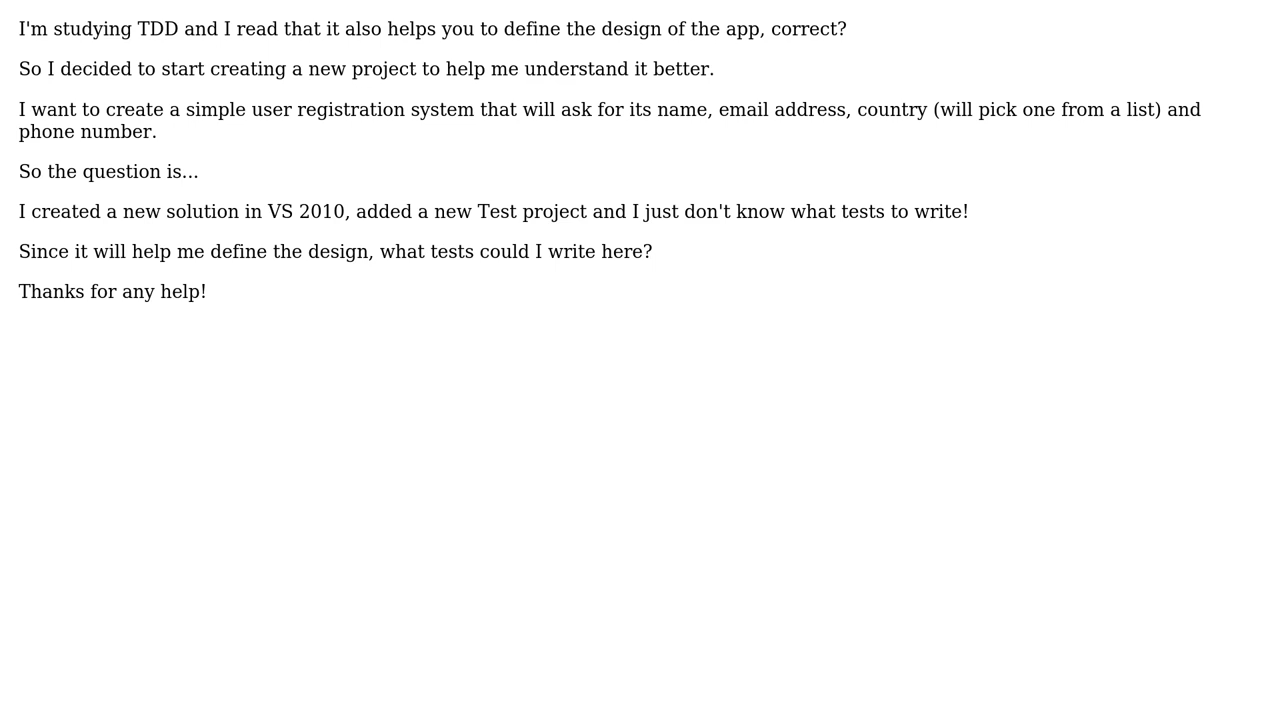 I'm studying TDD and I read that it also helps you to define the design of the app, correct?
So I decided to start creating a new project to help me understand it better.
I want to create a simple user registration system that will ask for its name, email address, country (will pick one from a list) and
phone number.
So the question is...
I created a new solution in VS 2010, added a new Test project and I just don't know what tests to write!
Since it will help me define the design, what tests could I write here?
Thanks for any help!